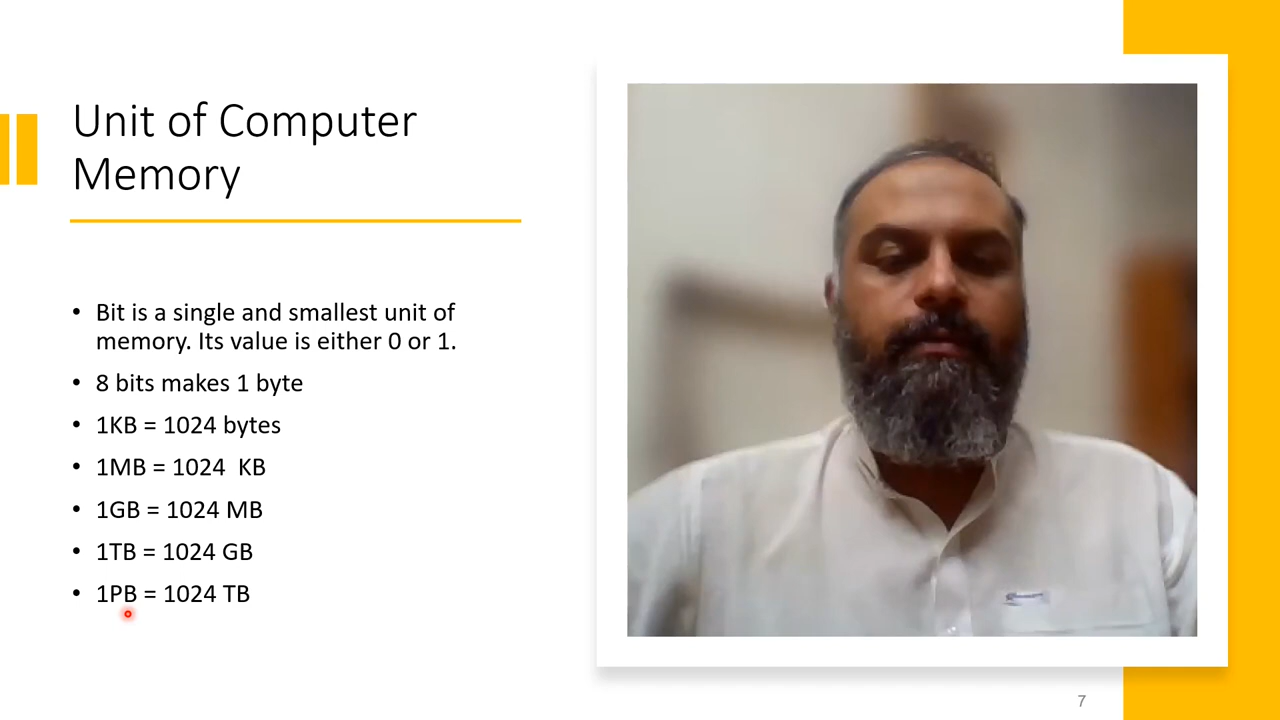 Unit of Computer
Memory
• Bit is a single and smallest unit of
memory. Its value is either 0 or 1.
• 8 bits makes 1 byte
• 1KB = 1024 bytes
• 1MB = 1024  KB
• 1GB = 1024 MB
• 1TB = 1024 GB
• 1PB = 1024 TB
7